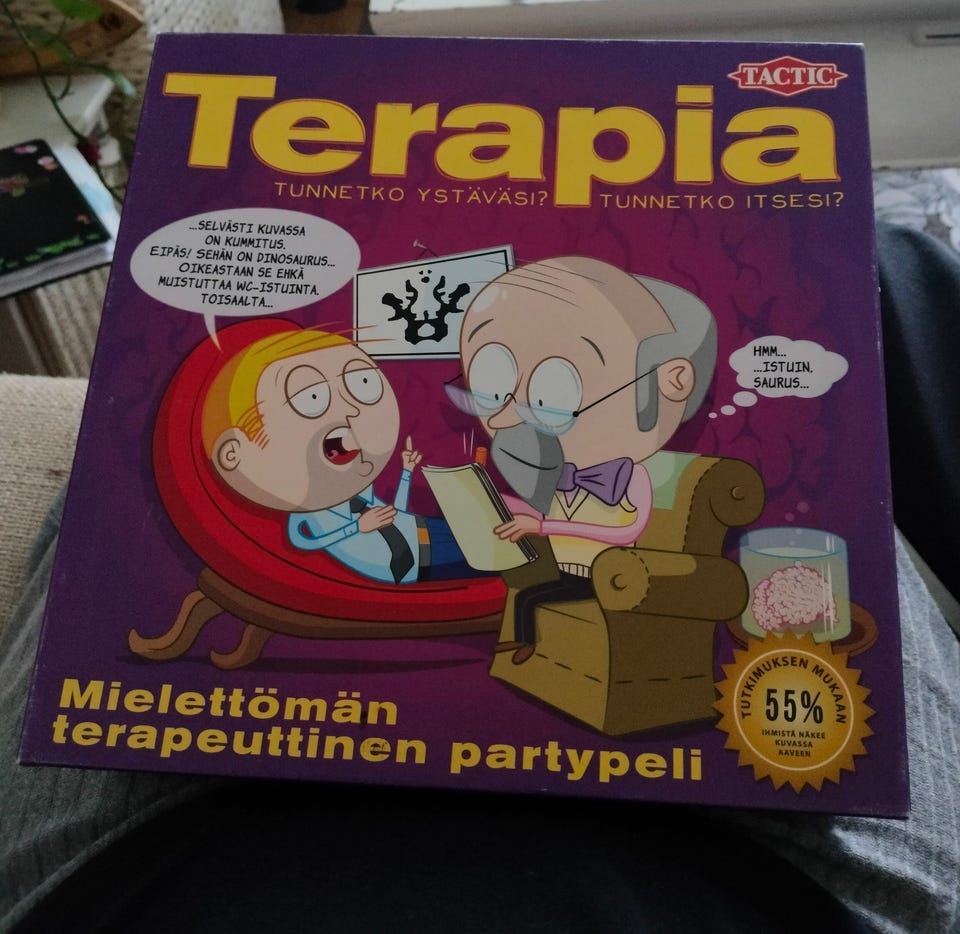 TACTIC
Terapia
TUNNETKO YSTÄVÄSI? TUNNETKO ITSESI?
...SELVÄSTI KUVASSA
ON KUMMITUS.
EIPÄS! SEHÄN ON DINOSAURUS...
OIKEASTAAN SE EHKÄ
MUISTUTTAA WC-ISTUINTA.
TOISAALTA...
HMM...
...ISTUIN.
SAURUS...
Mielettömän
terapeuttinen partypeli
TUTKIMUKSEN MUKAAN
55%
IHMISTÄ NÄKEE
KUVASSA
AAVEEN